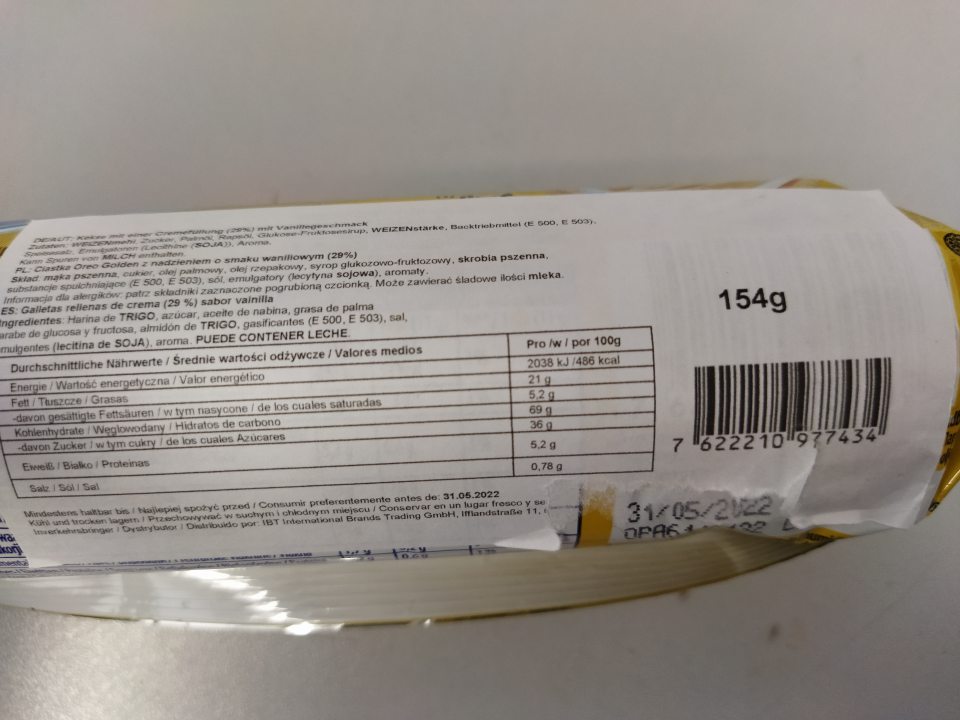 DE/AUT: Kekse mit einer Cremefüllung (29%) mit Vanillegeschmack
Zutaten: WEIZENmehl, Zucker, Palmöl, Rapsöl, Glukose-Fruktosesirup, WEIZENstärke, Backtriebmittel (E 500, E 503),
Speisesalz, Emulgatoren (Lecithine (SOJA)), Aroma.
Kann Spuren von MILCH enthalten.
PL: Ciastka Oreo Golden z nadzieniem o smaku waniliowym (29%)
Skład: mąka pszenna, cukier, olej palmowy, olej rzepakowy, syrop glukozowo-fruktozowy, skrobia pszenna,
substancje spulchniające (E 500, E 503), sól, emulgatory (lecytyna sojowa), aromaty.
Informacja dla alergików: patrz składniki zaznaczone pogrubioną czcionką. Może zawierać śladowe ilości mleka.
ES: Galletas rellenas de crema (29 %) sabor vainilla
Ingredientes: Harina de TRIGO, azúcar, aceite de nabina, grasa de palma
arabe de glucosa y fructosa, almidón de TRIGO, gasificantes (E 500, E 503), sal,
emulgentes (lecitina de SOJA), aroma. PUEDE CONTENER LECHE.
Durchschnittliche Nährwerte / Średnie wartości odżywcze / Valores medios Pro /w / por 100g
Energie / Wartość energetyczna / Valor energético 2038 kJ /486 kcal
Fett / Tłuszcze / Grasas 21 g
-davon gesättigte Fettsäuren / w tym nasycone / de los cuales saturadas 5,2 g
Kohlenhydrate / Węglowodany / Hidratos de carbono 69 g
-davon Zucker / w tym cukry / de los cuales Azúcares 36 g
Eiweiß / Białko / Proteinas 5,2 g
Salz / Sól / Sal 0,78 g
Mindestens haltbar bis / Najlepiej spożyć przed / Consumir preferentemente antes de: 31.05.2022
Kühl und trocken lagern / Przechowywać w suchym i chłodnym miejscu / Conservar en un lugar fresco y se
Inverkehrsbringer / Dystrybutor / Distribuido por: IBT International Brands Trading GmbH, Ifflandstraße 11,
154g
7 622210 977434
31/05/2022